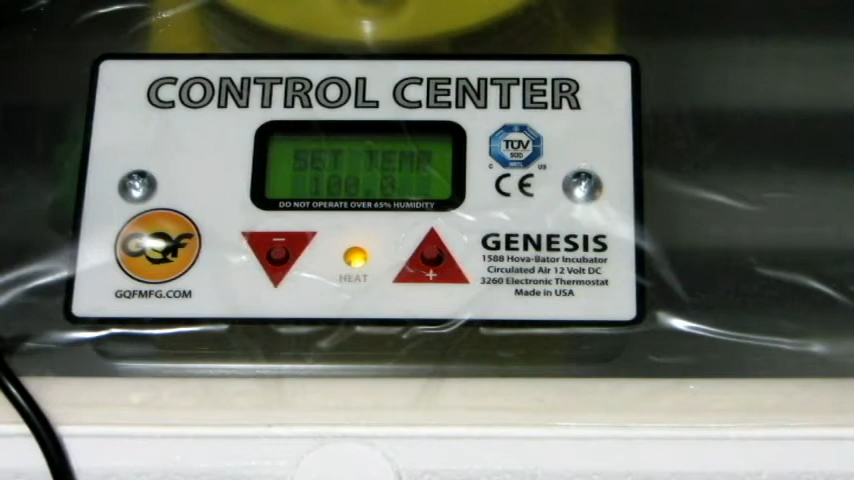 CONTROL CENTER
SET TEMP
100.0
DO NOT OPERATE OVER 65% HUMIDITY
TÜV
C US
CE
GQF
GQFMFG.COM
−
HEAT
+
GENESIS
1588 Hova-Bator Incubator
Circulated Air 12 Volt DC
3260 Electronic Thermostat
Made in USA